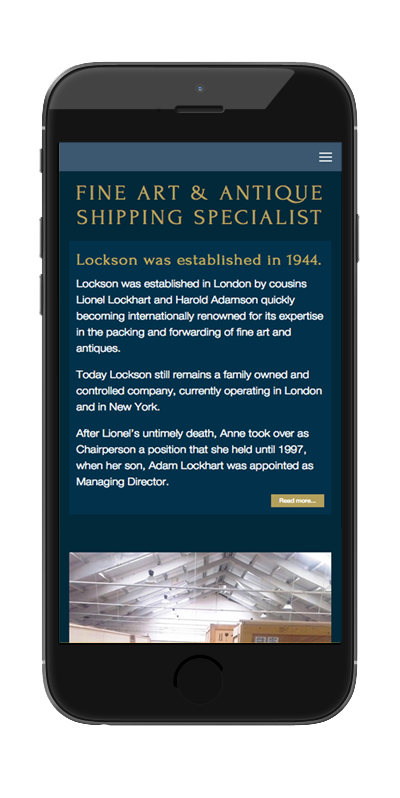 FINE ART & ANTIQUE
SHIPPING SPECIALIST
Lockson was established in 1944.
Lockson was established in London by cousins
Lionel Lockhart and Harold Adamson quickly
becoming internationally renowned for its expertise
in the packing and forwarding of fine art and
antiques.
Today Lockson still remains a family owned and
controlled company, currently operating in London
and in New York.
After Lionel's untimely death, Anne took over as
Chairperson a position that she held until 1997,
when her son, Adam Lockhart was appointed as
Managing Director.
Read more...